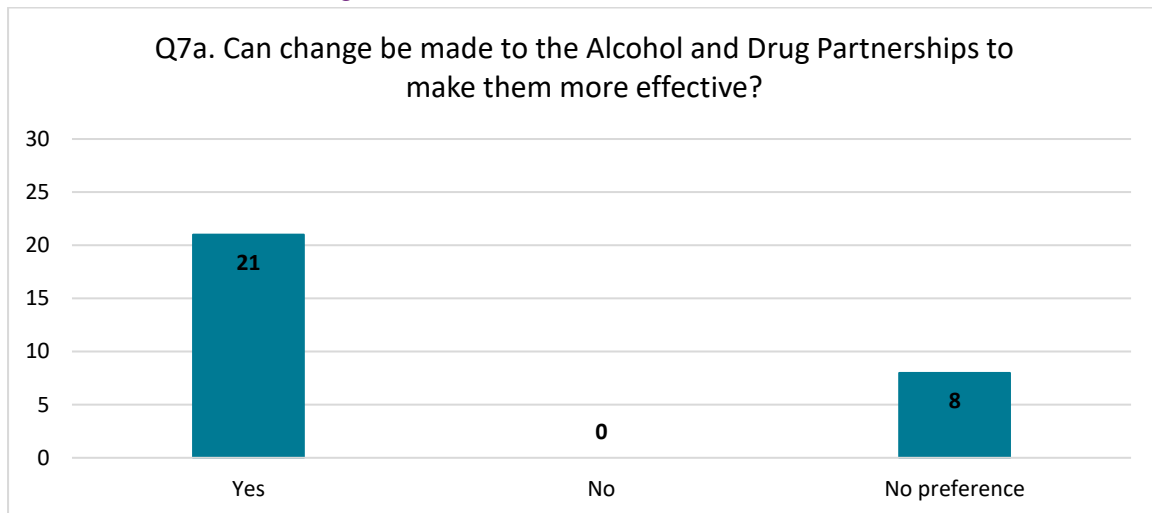 Q7a. Can change be made to the Alcohol and Drug Partnerships to
make them more effective?
30
25
20
15
10
5
0
21
0
8
Yes
No
No preference